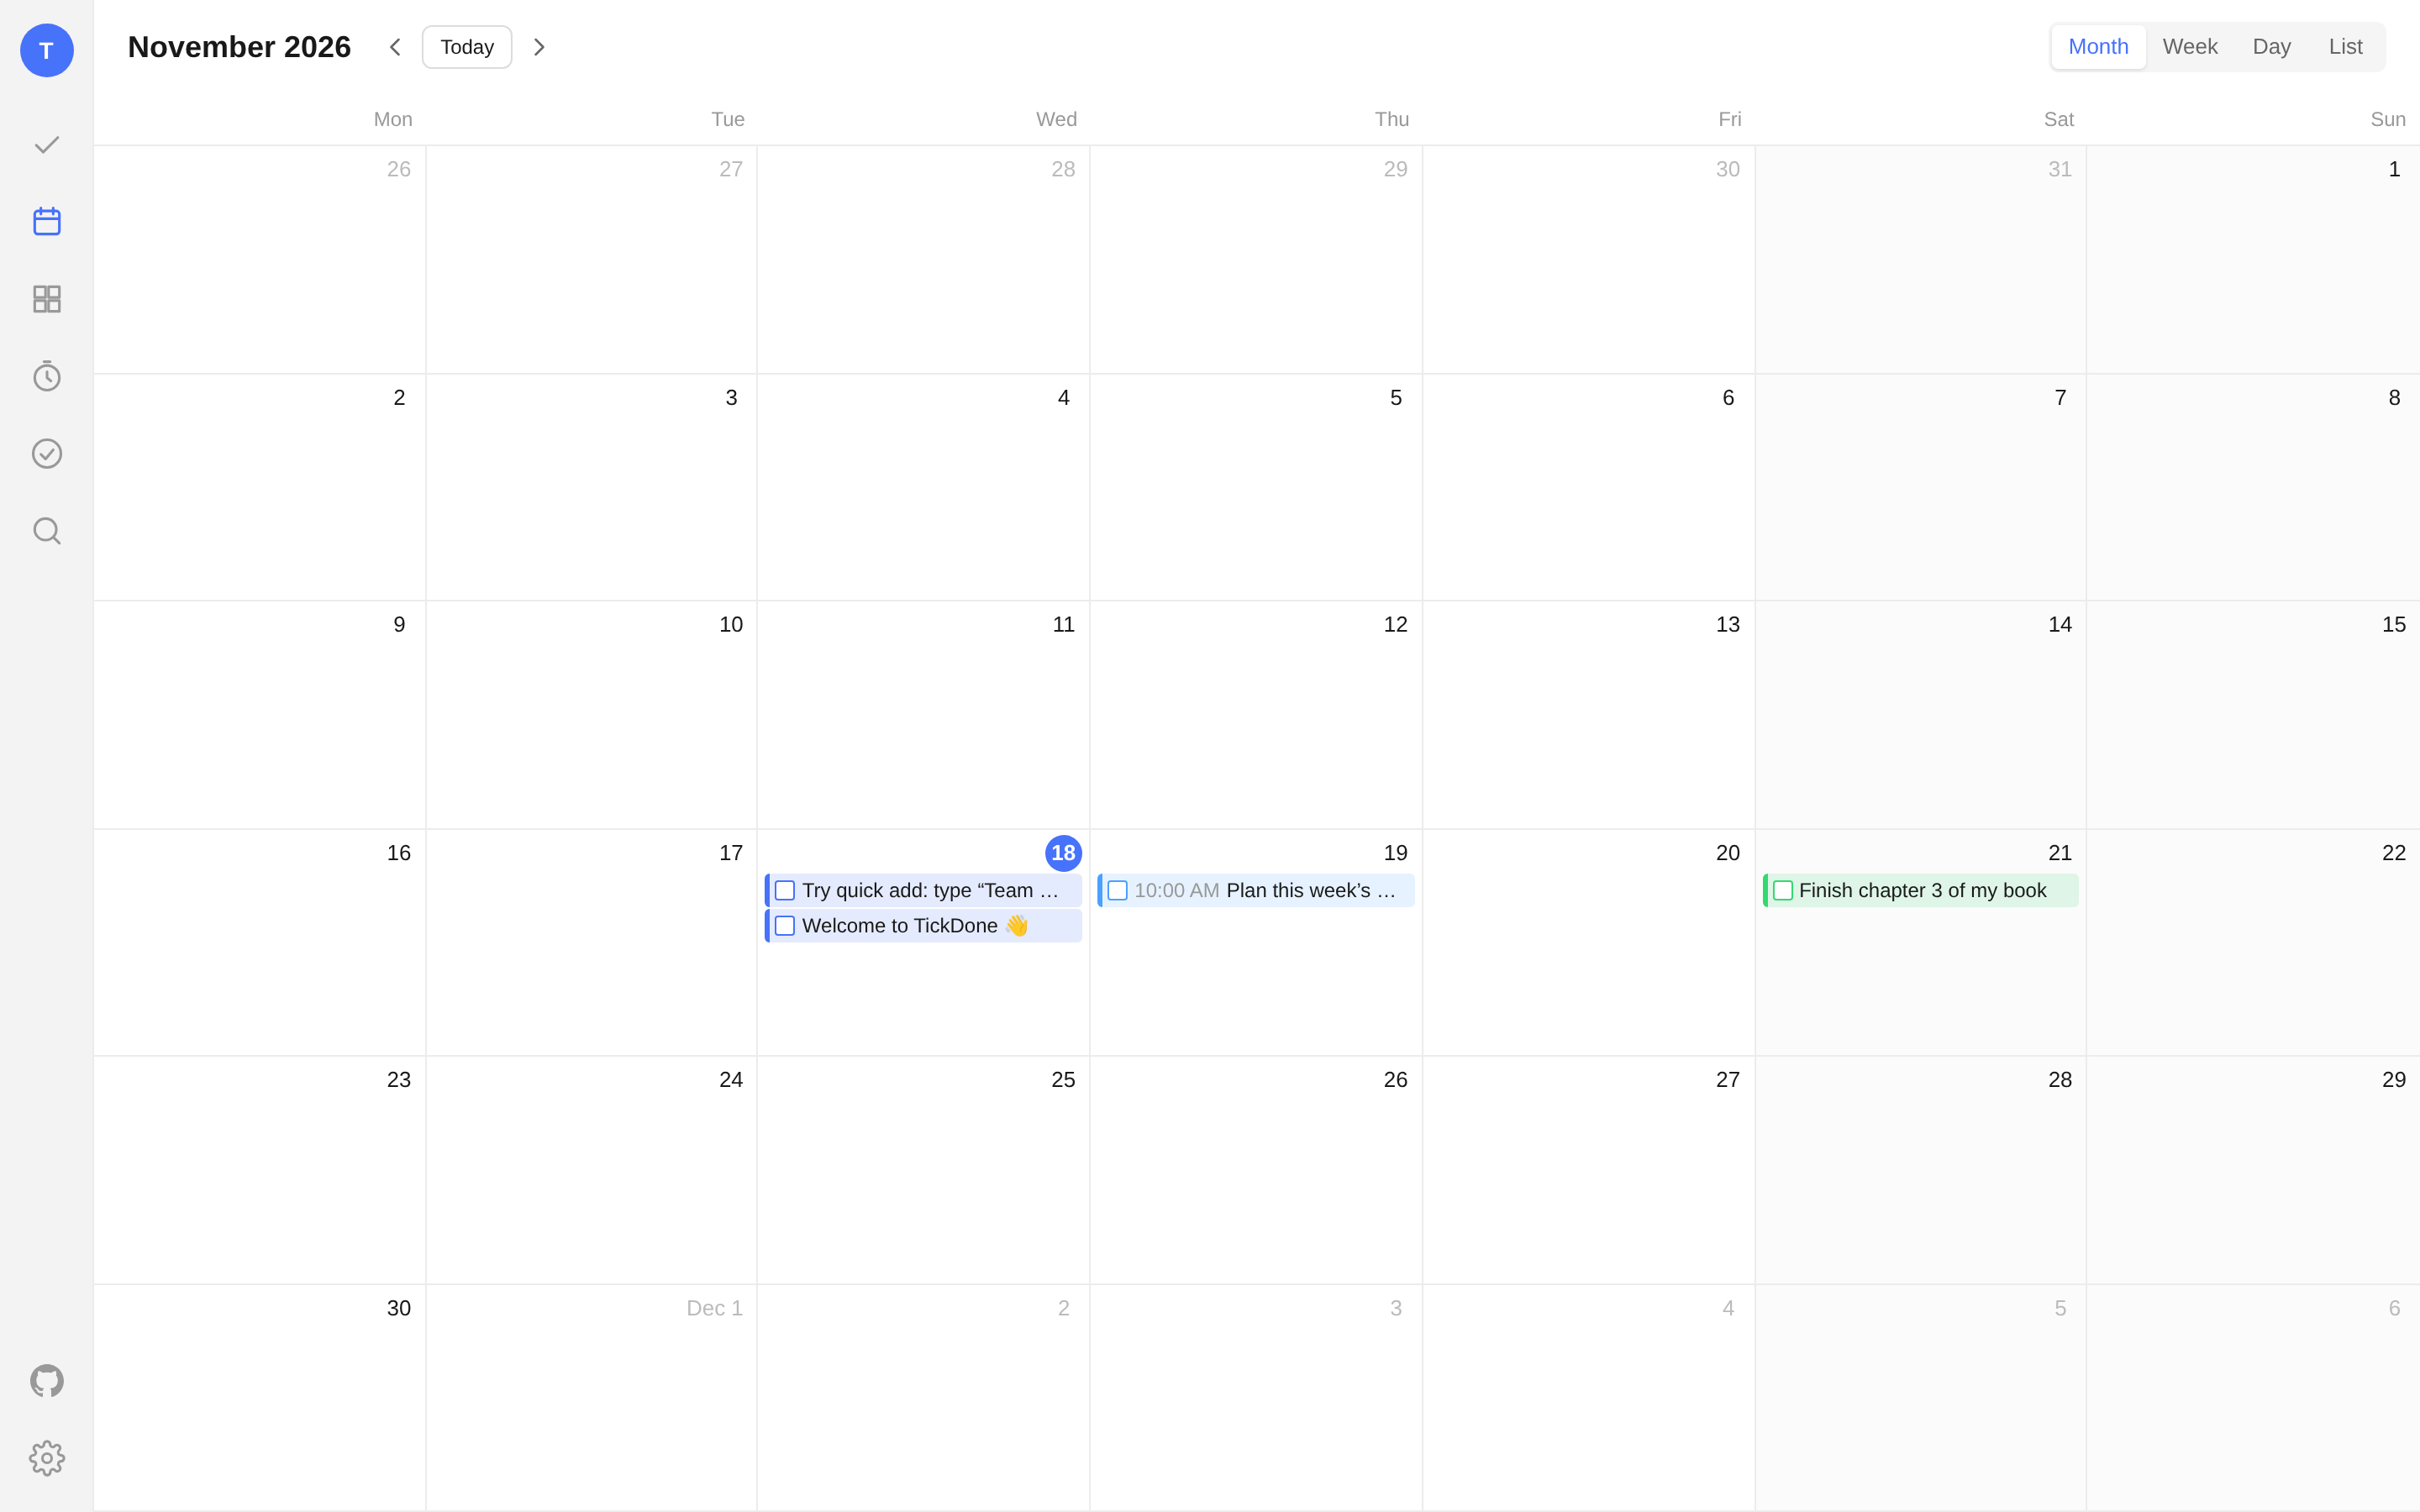 T
November 2026
Today
Month Week Day List
Mon Tue Wed Thu Fri Sat Sun
26 27 28 29 30 31 1
2 3 4 5 6 7 8
9 10 11 12 13 14 15
16 17 18 19 20 21 22
Try quick add: type “Team …
10:00 AM Plan this week’s …
Finish chapter 3 of my book
Welcome to TickDone 👋
23 24 25 26 27 28 29
30 Dec 1 2 3 4 5 6